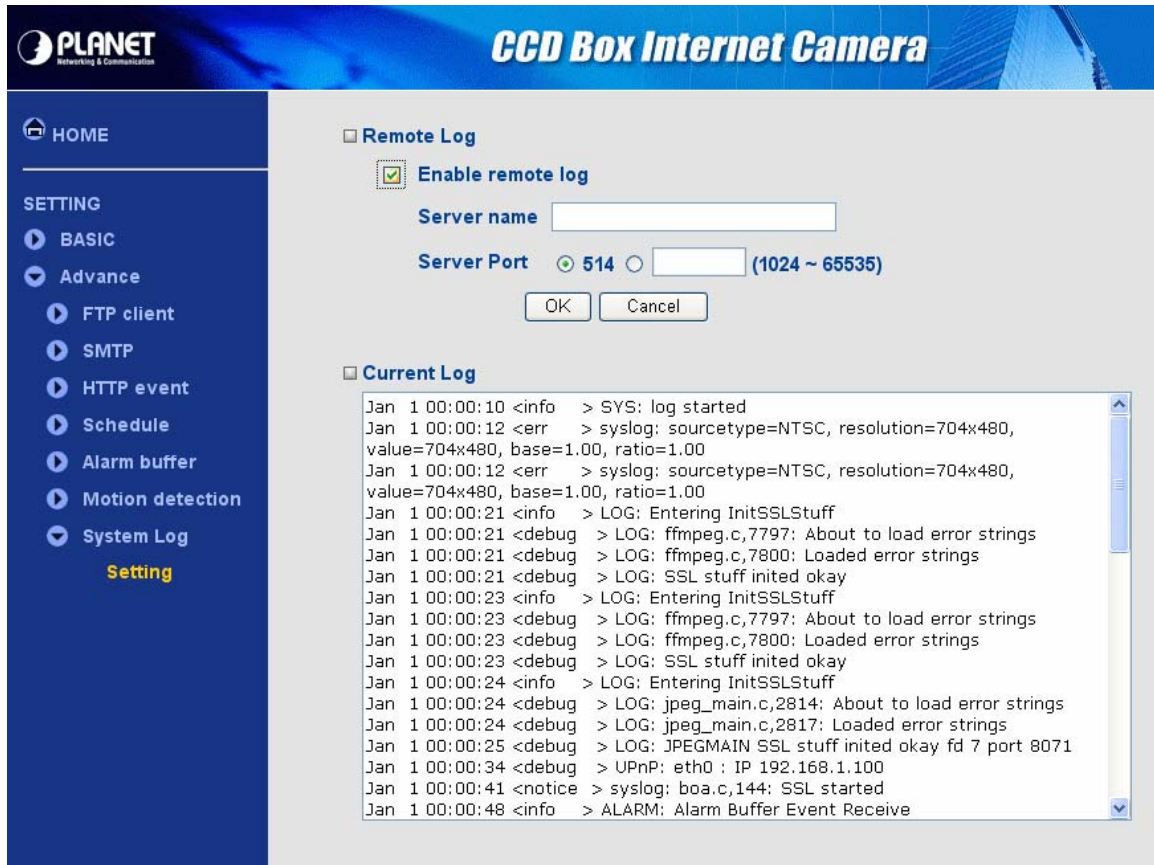 PLANET
Networking & Communication
CCD Box Internet Camera
HOME
SETTING
BASIC
Advance
FTP client
SMTP
HTTP event
Schedule
Alarm buffer
Motion detection
System Log
Setting
Remote Log
Enable remote log
Server name
Server Port 514 (1024 ~ 65535)
OK Cancel
Current Log
Jan 1 00:00:10 <info > SYS: log started
Jan 1 00:00:12 <err > syslog: sourcetype=NTSC, resolution=704x480,
value=704x480, base=1.00, ratio=1.00
Jan 1 00:00:12 <err > syslog: sourcetype=NTSC, resolution=704x480,
value=704x480, base=1.00, ratio=1.00
Jan 1 00:00:21 <info > LOG: Entering InitSSLStuff
Jan 1 00:00:21 <debug > LOG: ffmpeg.c,7797: About to load error strings
Jan 1 00:00:21 <debug > LOG: ffmpeg.c,7800: Loaded error strings
Jan 1 00:00:21 <debug > LOG: SSL stuff inited okay
Jan 1 00:00:23 <info > LOG: Entering InitSSLStuff
Jan 1 00:00:23 <debug > LOG: ffmpeg.c,7797: About to load error strings
Jan 1 00:00:23 <debug > LOG: ffmpeg.c,7800: Loaded error strings
Jan 1 00:00:23 <debug > LOG: SSL stuff inited okay
Jan 1 00:00:24 <info > LOG: Entering InitSSLStuff
Jan 1 00:00:24 <debug > LOG: jpeg_main.c,2814: About to load error strings
Jan 1 00:00:24 <debug > LOG: jpeg_main.c,2817: Loaded error strings
Jan 1 00:00:25 <debug > LOG: JPEGMAIN SSL stuff inited okay fd 7 port 8071
Jan 1 00:00:34 <debug > UPnP: eth0 : IP 192.168.1.100
Jan 1 00:00:41 <notice > syslog: boa.c,144: SSL started
Jan 1 00:00:48 <info > ALARM: Alarm Buffer Event Receive